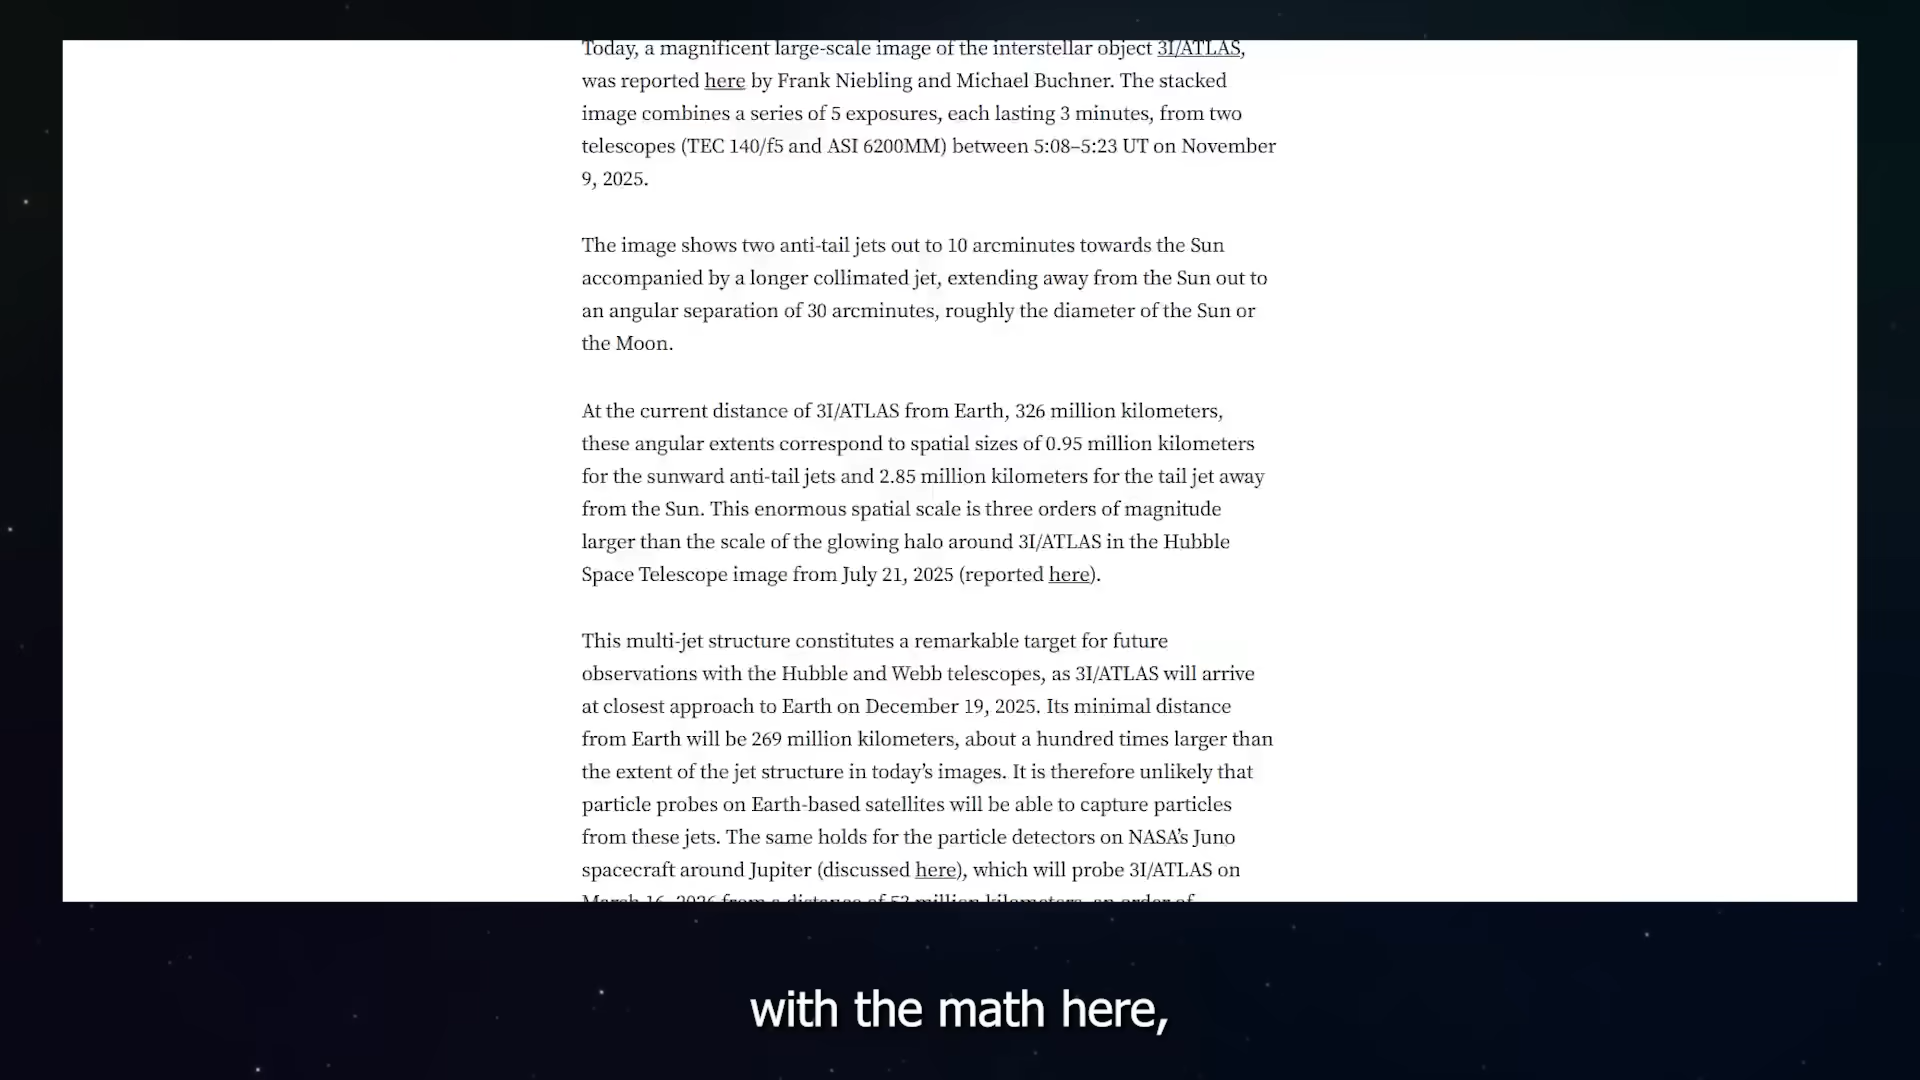 Today, a magnificent large-scale image of the interstellar object 3I/ATLAS,
was reported here by Frank Niebling and Michael Buchner. The stacked
image combines a series of 5 exposures, each lasting 3 minutes, from two
telescopes (TEC 140/f5 and ASI 6200MM) between 5:08–5:23 UT on November
9, 2025.
The image shows two anti-tail jets out to 10 arcminutes towards the Sun
accompanied by a longer collimated jet, extending away from the Sun out to
an angular separation of 30 arcminutes, roughly the diameter of the Sun or
the Moon.
At the current distance of 3I/ATLAS from Earth, 326 million kilometers,
these angular extents correspond to spatial sizes of 0.95 million kilometers
for the sunward anti-tail jets and 2.85 million kilometers for the tail jet away
from the Sun. This enormous spatial scale is three orders of magnitude
larger than the scale of the glowing halo around 3I/ATLAS in the Hubble
Space Telescope image from July 21, 2025 (reported here).
This multi-jet structure constitutes a remarkable target for future
observations with the Hubble and Webb telescopes, as 3I/ATLAS will arrive
at closest approach to Earth on December 19, 2025. Its minimal distance
from Earth will be 269 million kilometers, about a hundred times larger than
the extent of the jet structure in today’s images. It is therefore unlikely that
particle probes on Earth-based satellites will be able to capture particles
from these jets. The same holds for the particle detectors on NASA’s Juno
spacecraft around Jupiter (discussed here), which will probe 3I/ATLAS on
March 16, 2026 from a distance of 53 million kilometers, an order of
with the math here,